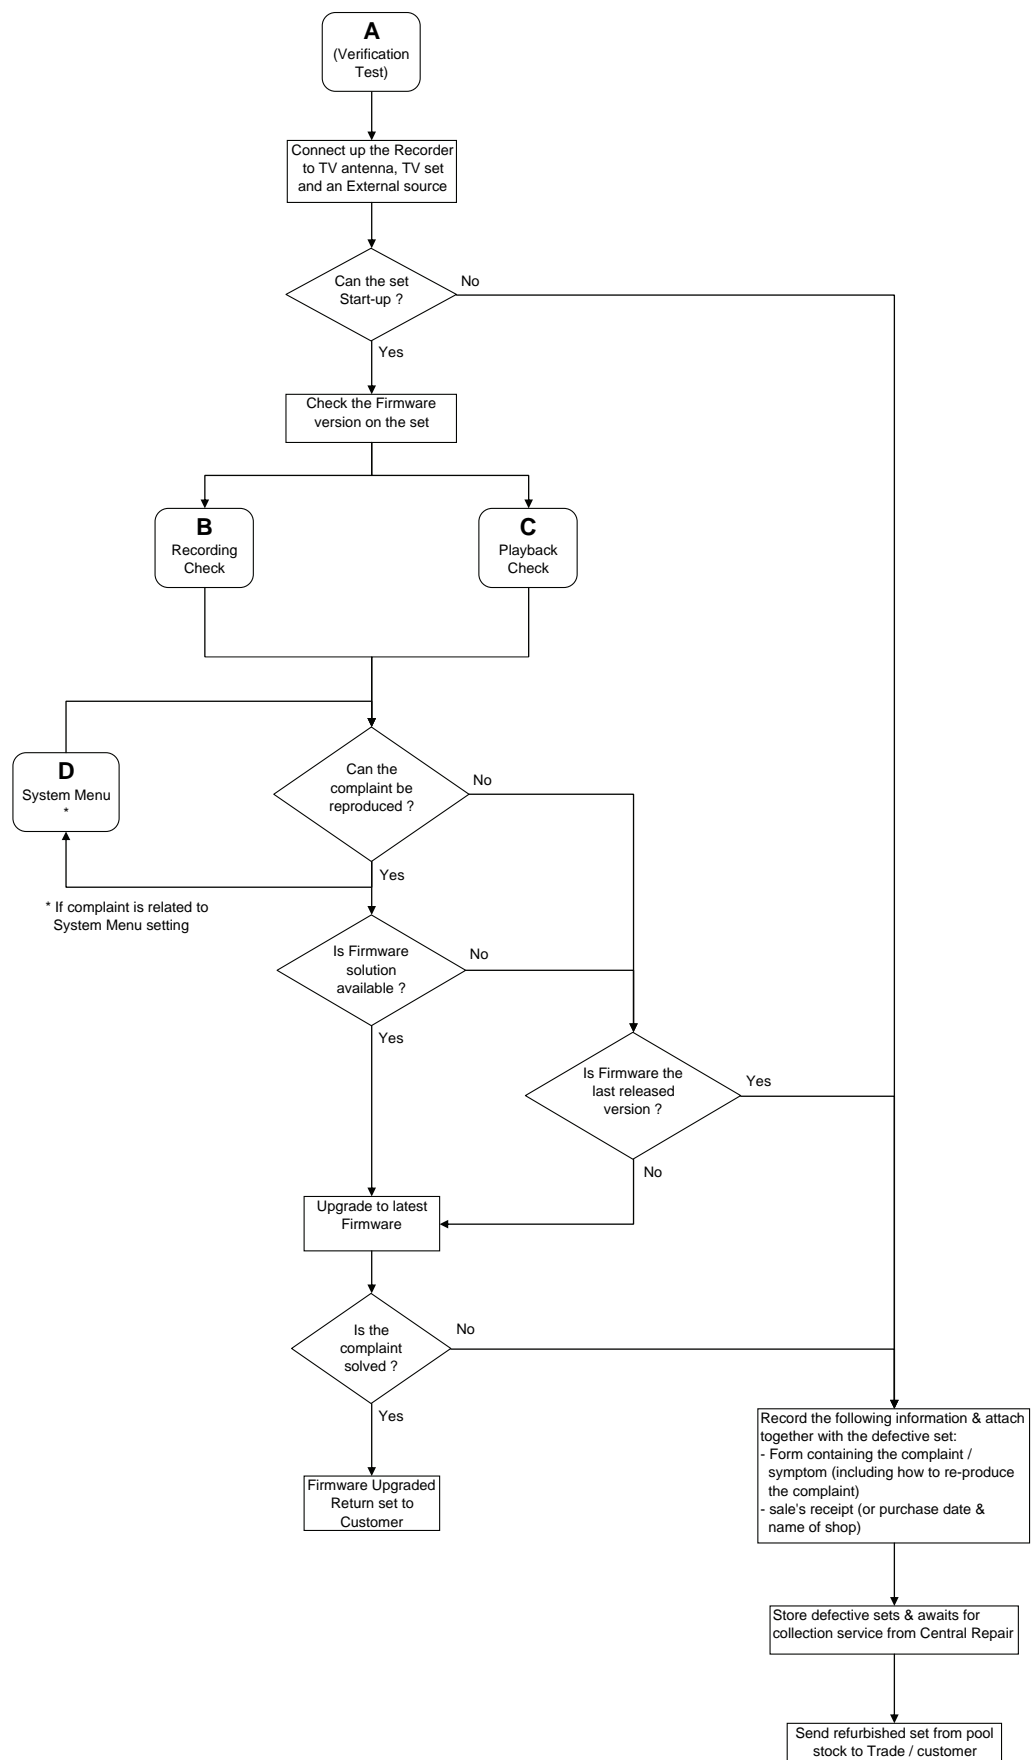 A
(Verification
Test)
Connect up the Recorder
to TV antenna, TV set
and an External source
Can the set
Start-up ?
No
Yes
Check the Firmware
version on the set
B
Recording
Check
C
Playback
Check
D
System Menu
*
Can the
complaint be
reproduced ?
No
Yes
* If complaint is related to
System Menu setting
Is Firmware
solution
available ?
No
Yes
Is Firmware the
last released
version ?
Yes
No
Upgrade to latest
Firmware
Is the
complaint
solved ?
No
Yes
Firmware Upgraded
Return set to
Customer
Record the following information & attach
together with the defective set:
- Form containing the complaint /
symptom (including how to re-produce
the complaint)
- sale's receipt (or purchase date &
name of shop)
Store defective sets & awaits for
collection service from Central Repair
Send refurbished set from pool
stock to Trade / customer